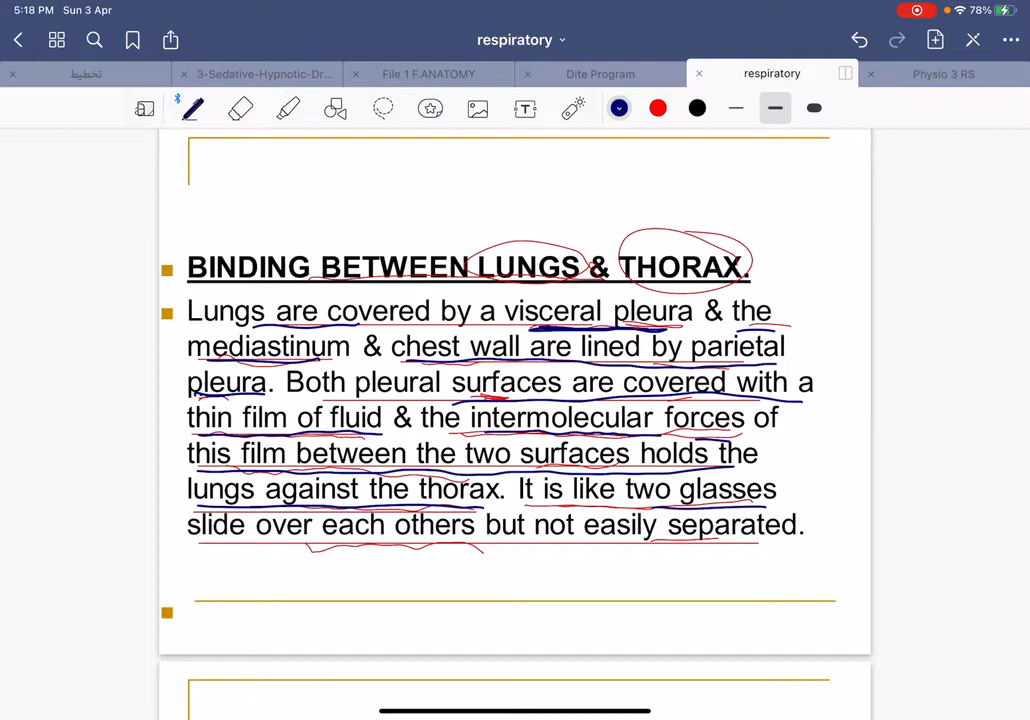 5:18 PM Sun 3 Apr
78%
respiratory
تخطيط
3-Sedative-Hypnotic-Dr...
File 1 F.ANATOMY
Dite Program
respiratory
Physio 3 RS
BINDING BETWEEN LUNGS & THORAX.
Lungs are covered by a visceral pleura & the
mediastinum & chest wall are lined by parietal
pleura. Both pleural surfaces are covered with a
thin film of fluid & the intermolecular forces of
this film between the two surfaces holds the
lungs against the thorax. It is like two glasses
slide over each others but not easily separated.